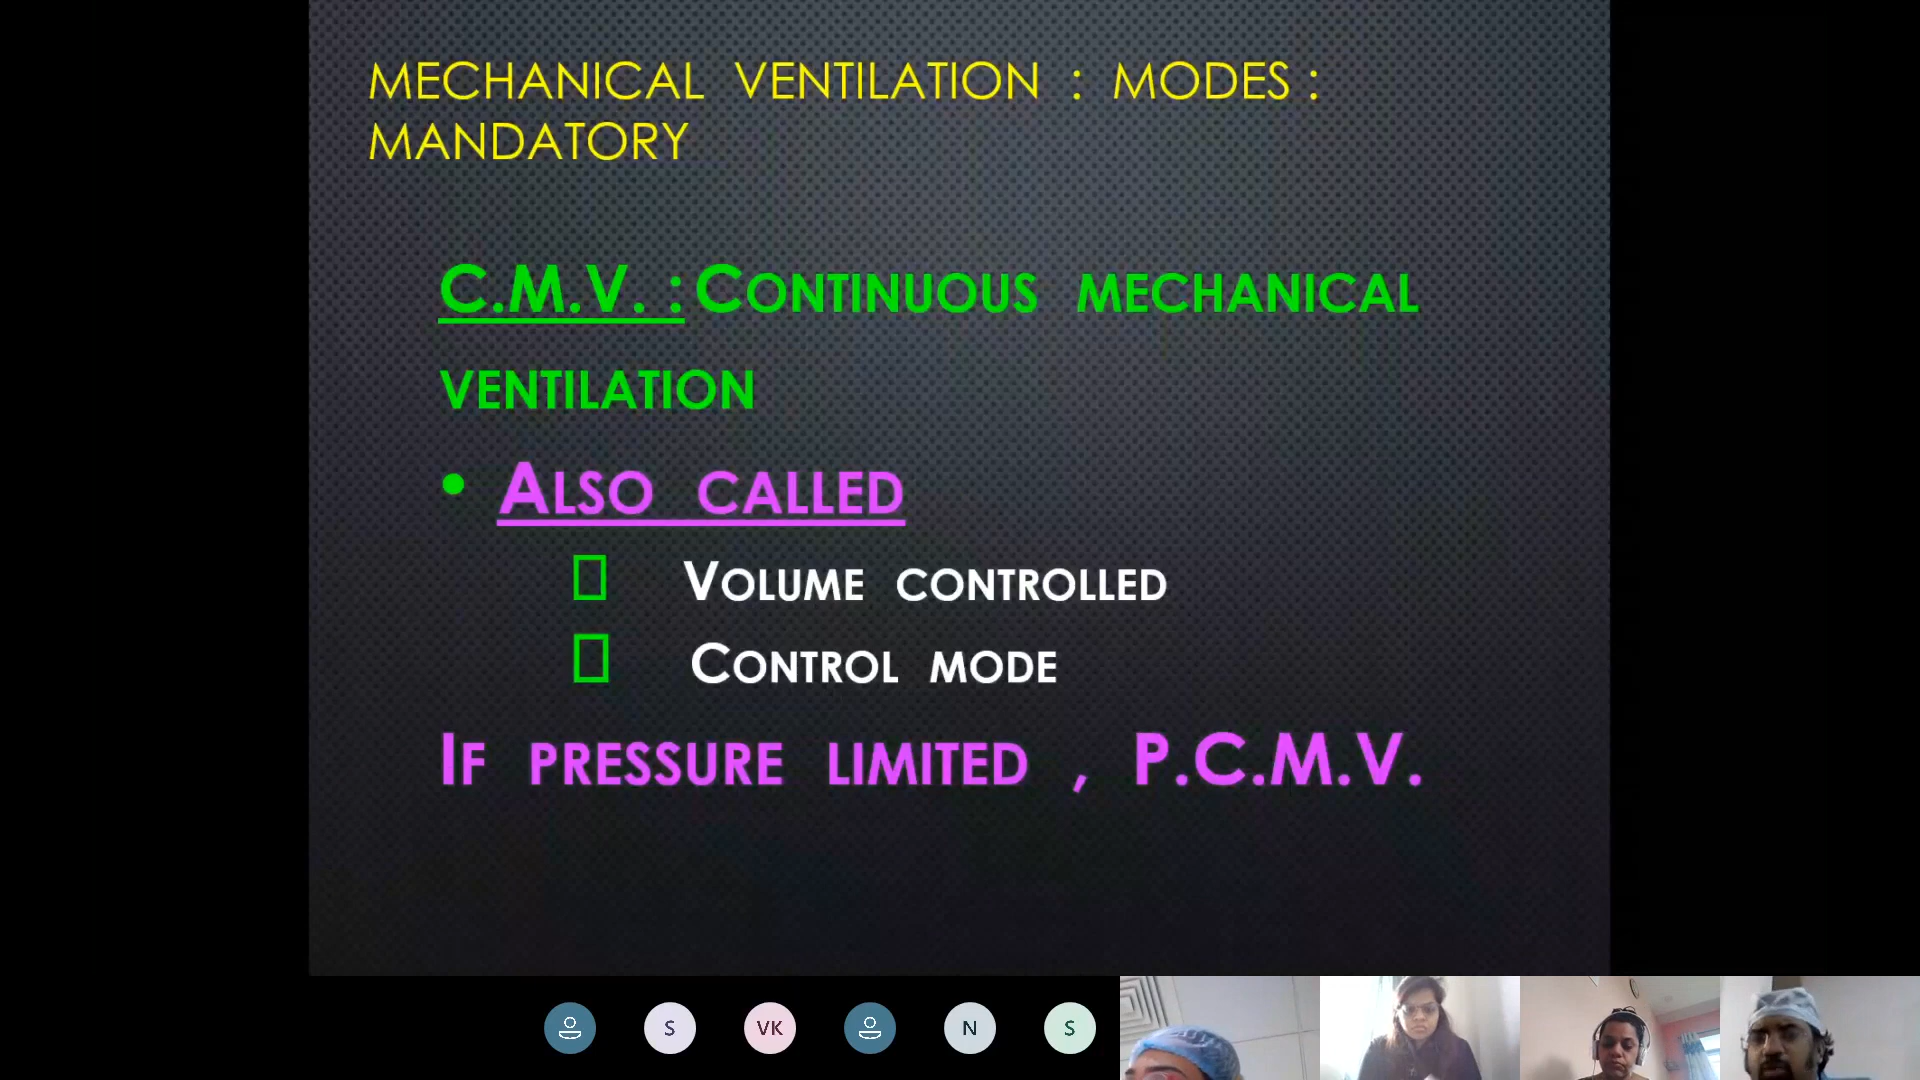 MECHANICAL VENTILATION : MODES :
MANDATORY
C.M.V. : CONTINUOUS MECHANICAL
VENTILATION
• ALSO CALLED
VOLUME CONTROLLED
CONTROL MODE
IF PRESSURE LIMITED , P.C.M.V.
S VK N S